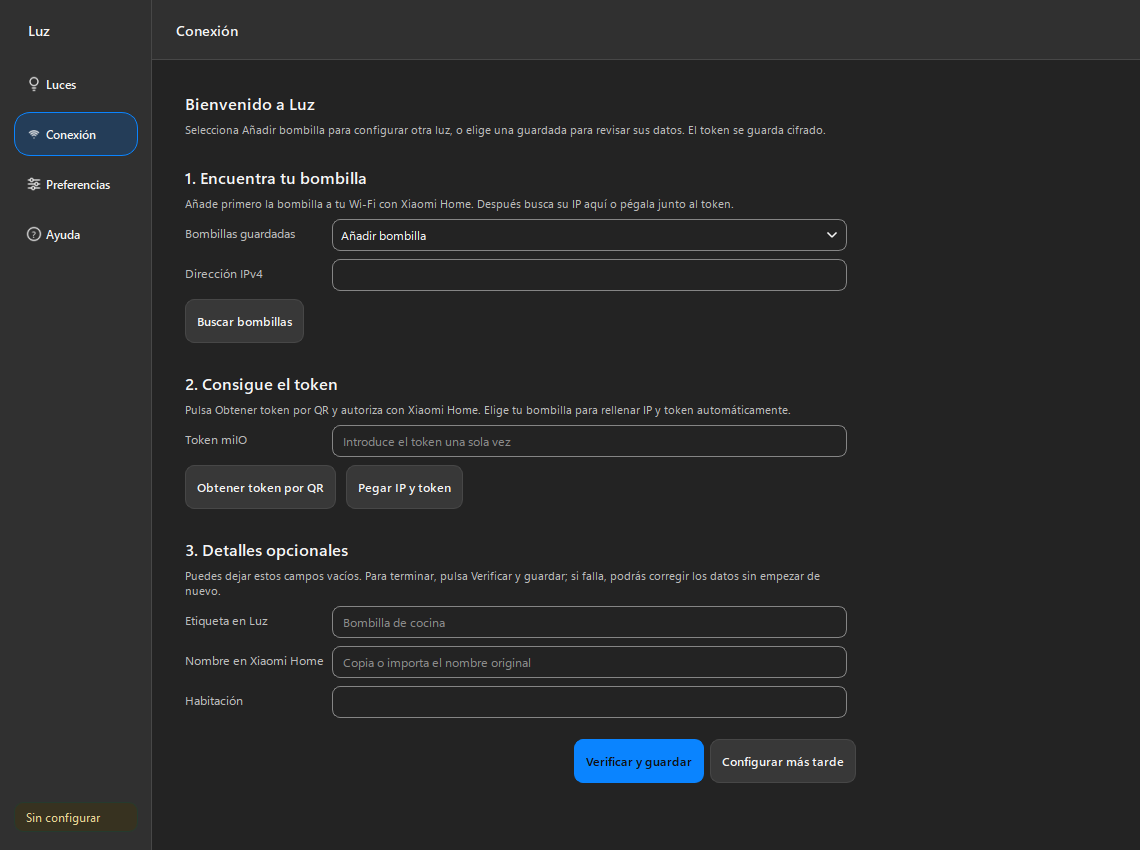 Luz
Conexión
Luces
Conexión
Preferencias
Ayuda
Sin configurar
Bienvenido a Luz
Selecciona Añadir bombilla para configurar otra luz, o elige una guardada para revisar sus datos. El token se guarda cifrado.
1. Encuentra tu bombilla
Añade primero la bombilla a tu Wi-Fi con Xiaomi Home. Después busca su IP aquí o pégala junto al token.
Bombillas guardadas
Añadir bombilla
Dirección IPv4
Buscar bombillas
2. Consigue el token
Pulsa Obtener token por QR y autoriza con Xiaomi Home. Elige tu bombilla para rellenar IP y token automáticamente.
Token miIO
Introduce el token una sola vez
Obtener token por QR
Pegar IP y token
3. Detalles opcionales
Puedes dejar estos campos vacíos. Para terminar, pulsa Verificar y guardar; si falla, podrás corregir los datos sin empezar de
nuevo.
Etiqueta en Luz
Bombilla de cocina
Nombre en Xiaomi Home
Copia o importa el nombre original
Habitación
Verificar y guardar
Configurar más tarde